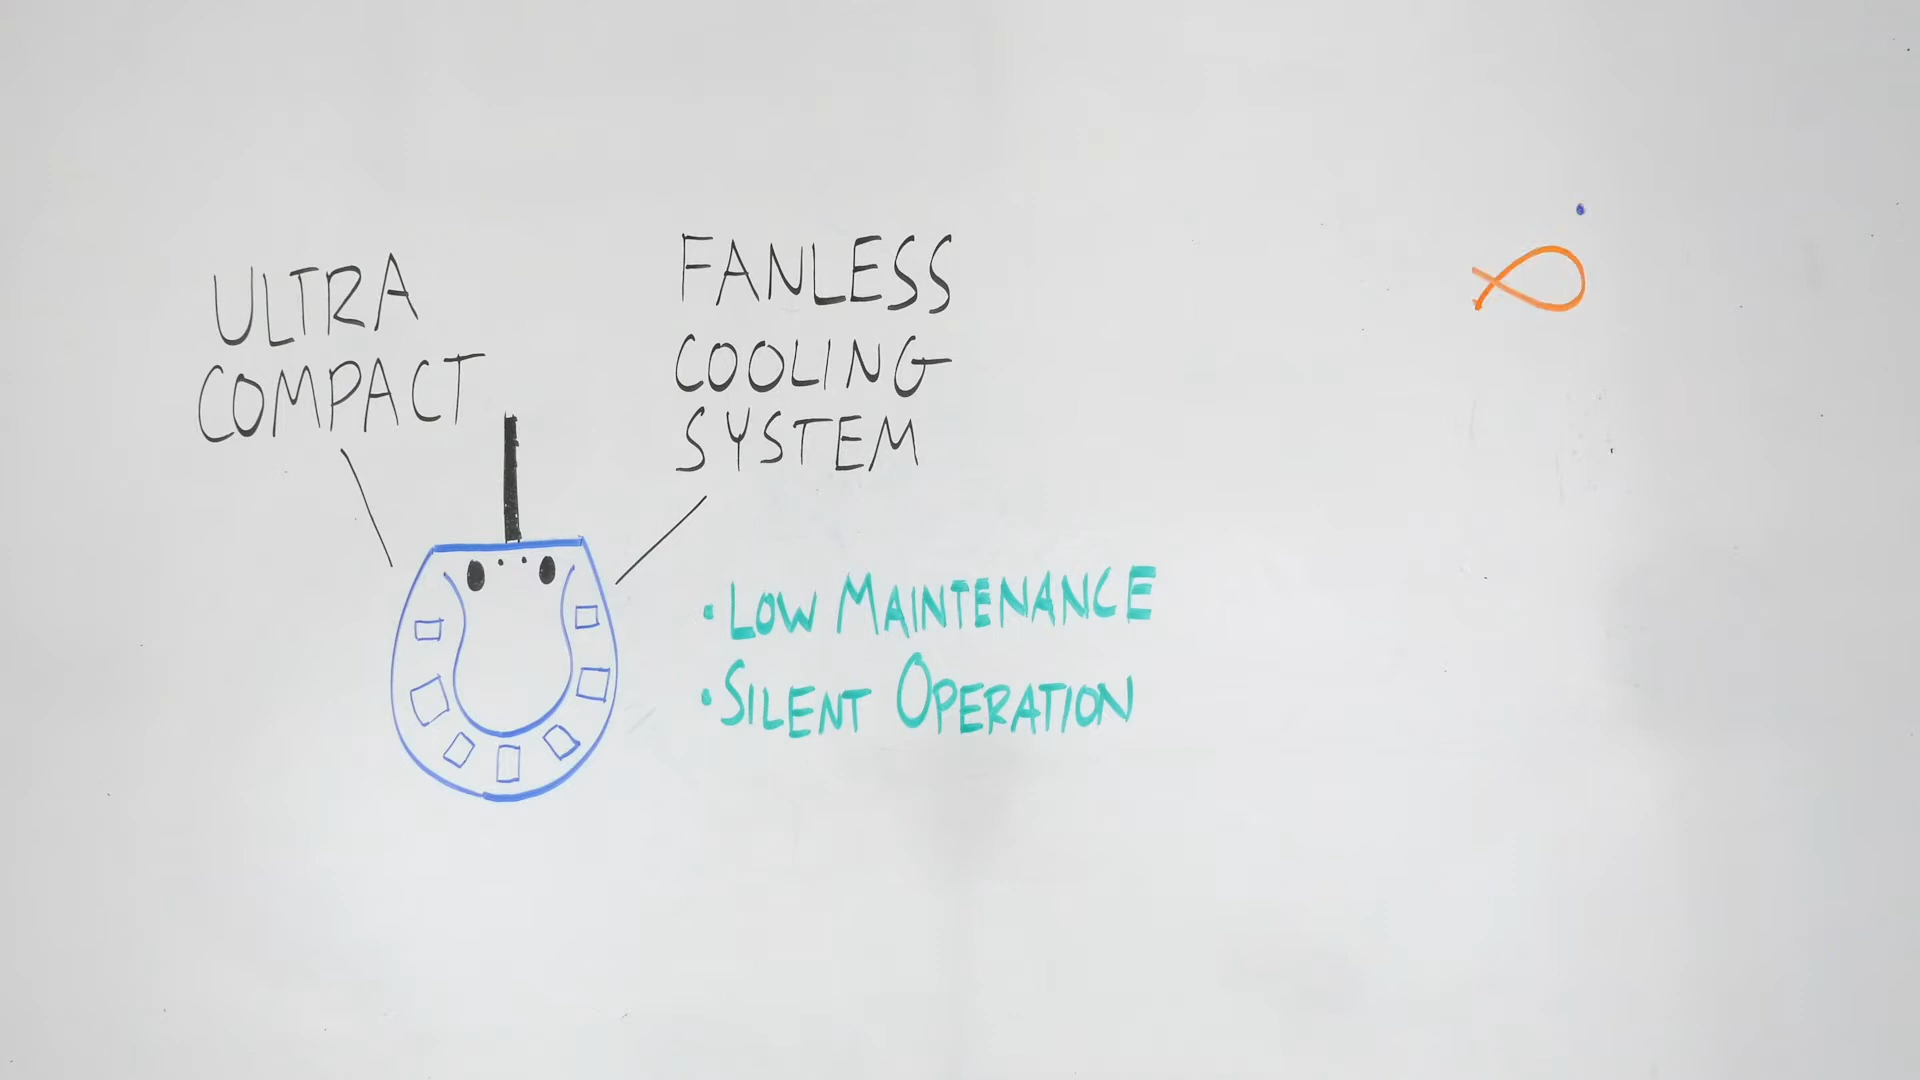 ULTRA
COMPACT
FANLESS
COOLING
SYSTEM
• LOW MAINTENANCE
• SILENT OPERATION